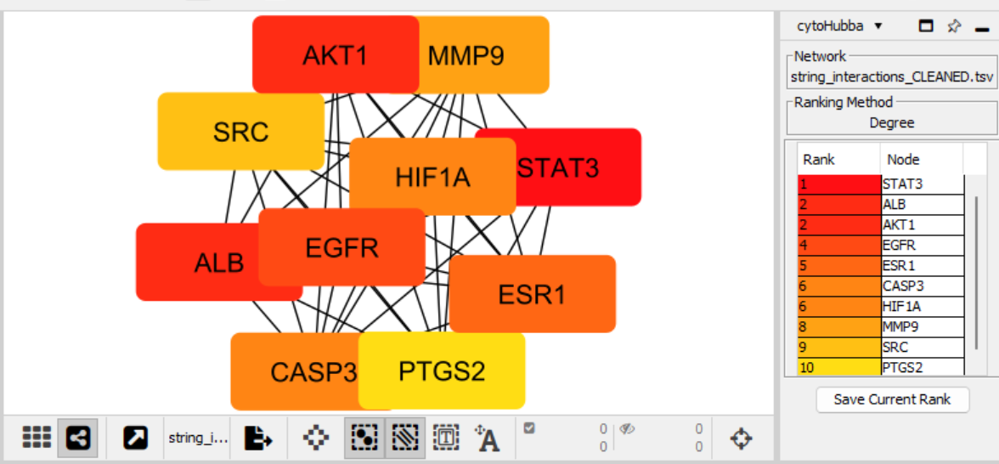 AKT1
MMP9
SRC
HIF1A
STAT3
ALB
EGFR
ESR1
CASP3
PTGS2
string_i...
T
A
0
0
0
0
cytoHubba
Network
string_interactions_CLEANED.tsv
Ranking Method
Degree
Rank Node
1 STAT3
2 ALB
2 AKT1
4 EGFR
5 ESR1
6 CASP3
6 HIF1A
8 MMP9
9 SRC
10 PTGS2
Save Current Rank